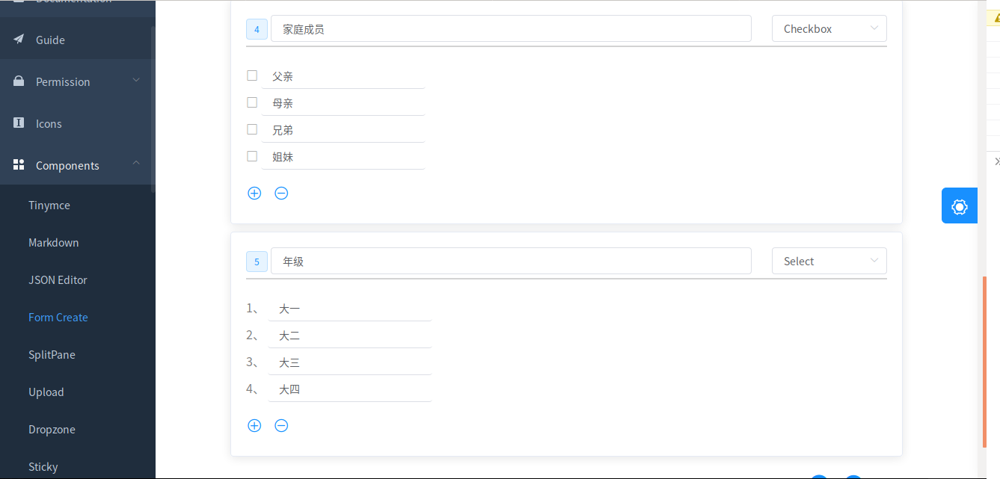 Documentation
Guide
Permission
Icons
Components
Tinymce
Markdown
JSON Editor
Form Create
SplitPane
Upload
Dropzone
Sticky
4 家庭成员 Checkbox
父亲
母亲
兄弟
姐妹
5 年级 Select
1、 大一
2、 大二
3、 大三
4、 大四